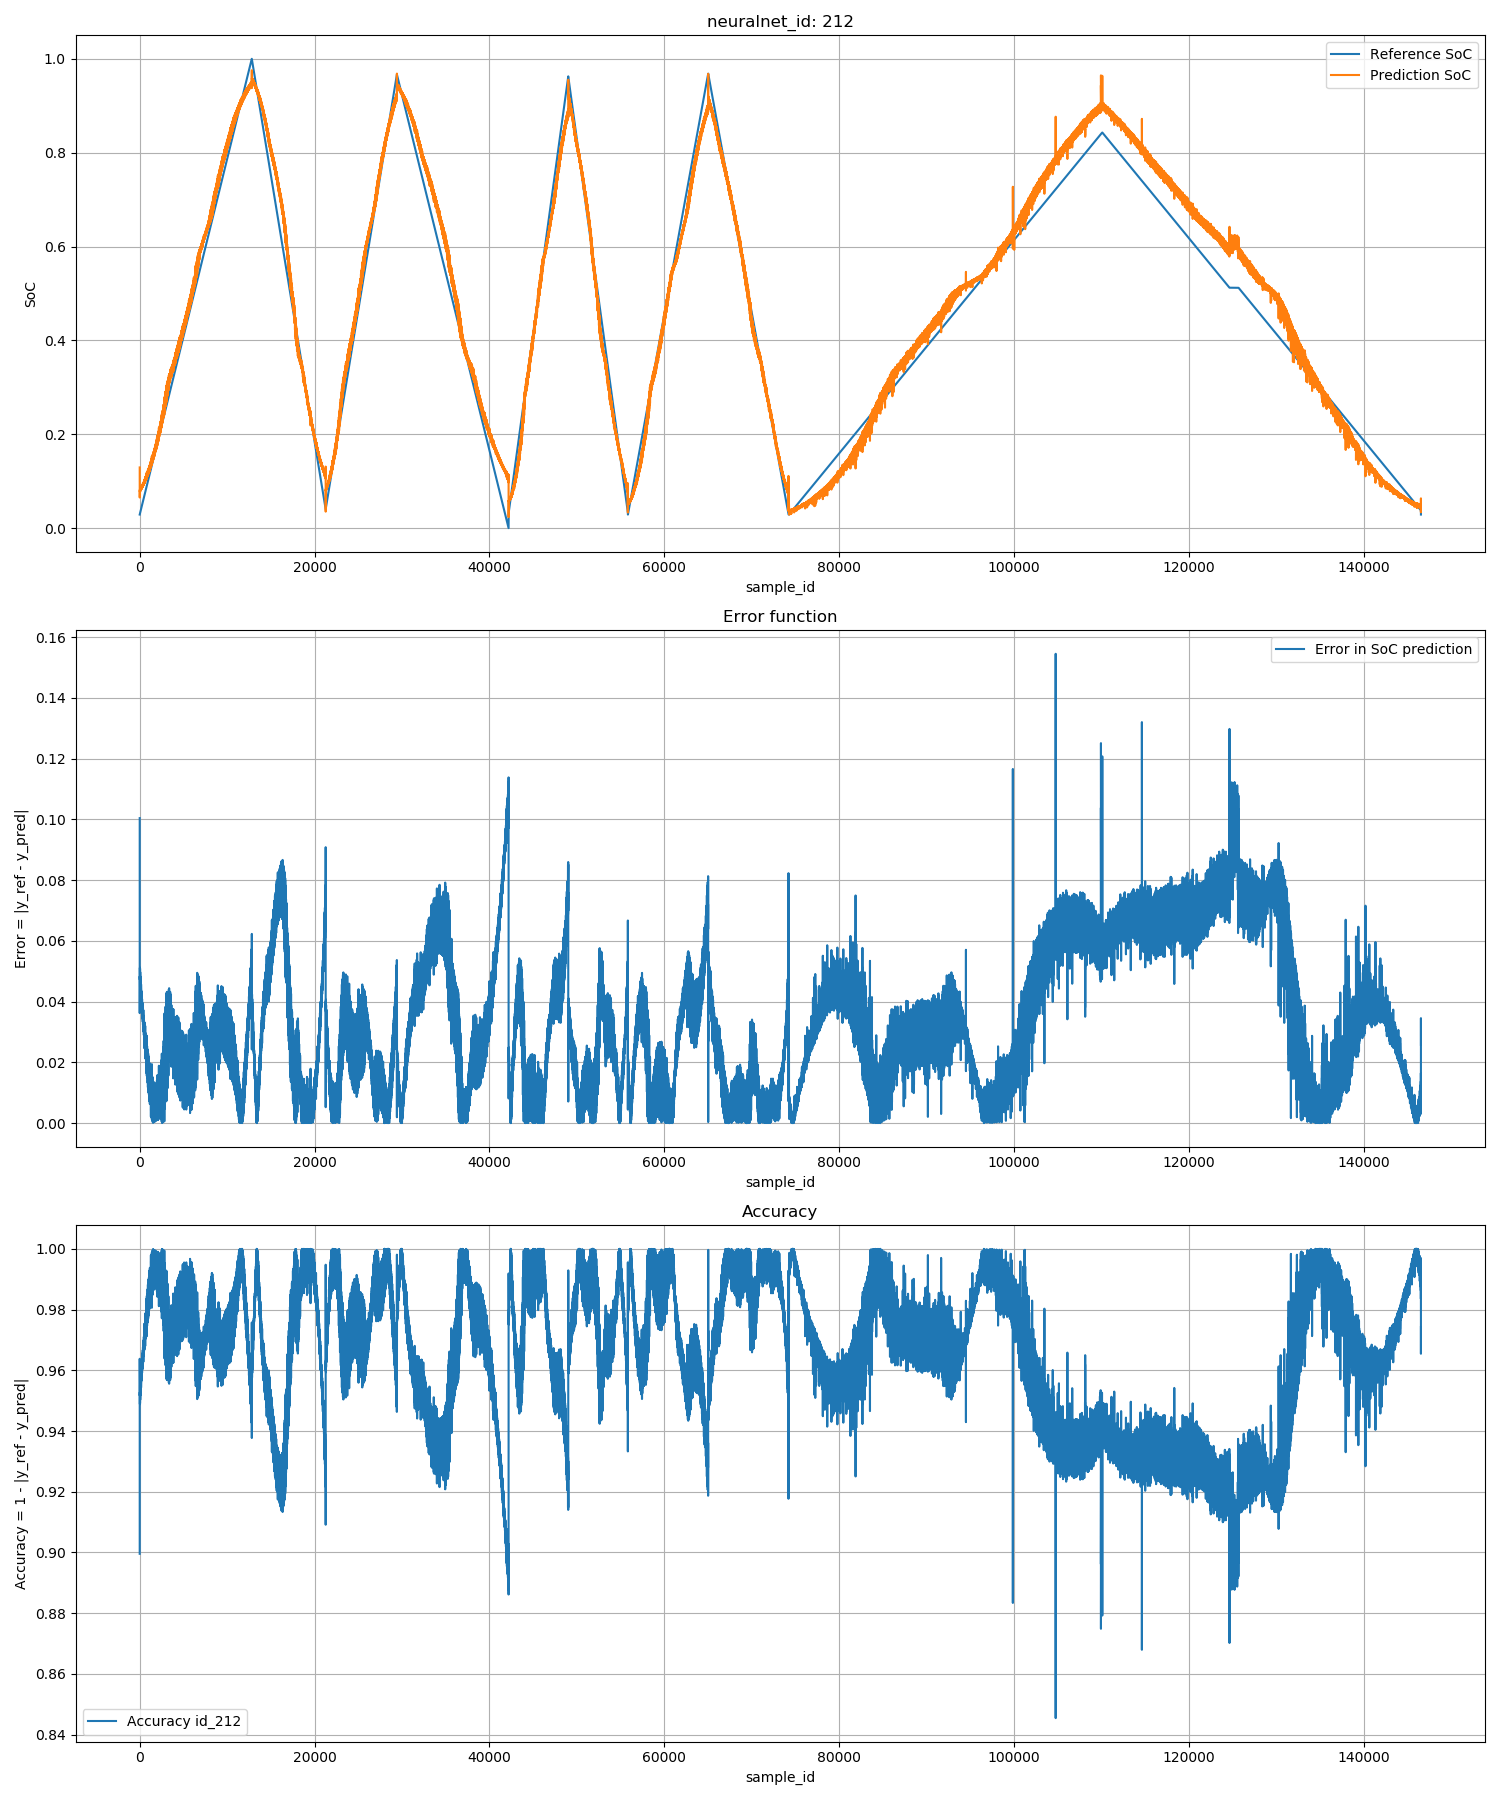 neuralnet_id: 212
Reference SoC
Prediction SoC
SoC
1.0
0.8
0.6
0.4
0.2
0.0
0 20000 40000 60000 80000 100000 120000 140000
sample_id
Error function
Error in SoC prediction
Error = |y_ref - y_pred|
0.16
0.14
0.12
0.10
0.08
0.06
0.04
0.02
0.00
0 20000 40000 60000 80000 100000 120000 140000
sample_id
Accuracy
Accuracy = 1 - |y_ref - y_pred|
1.00
0.98
0.96
0.94
0.92
0.90
0.88
0.86
0.84
Accuracy id_212
0 20000 40000 60000 80000 100000 120000 140000
sample_id